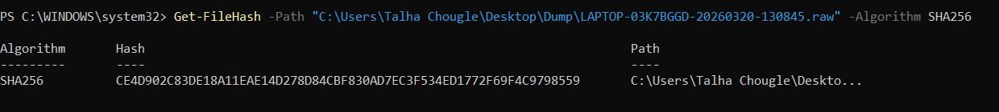 PS C:\WINDOWS\system32> Get-FileHash -Path "C:\Users\Talha Chougle\Desktop\Dump\LAPTOP-03K7BGGD-20260320-130845.raw" -Algorithm SHA256
Algorithm Hash Path
--------- ---- ----
SHA256 CE4D902C83DE18A11EAE14D278D84CBF830AD7EC3F534ED1772F69F4C9798559 C:\Users\Talha Chougle\Deskto...